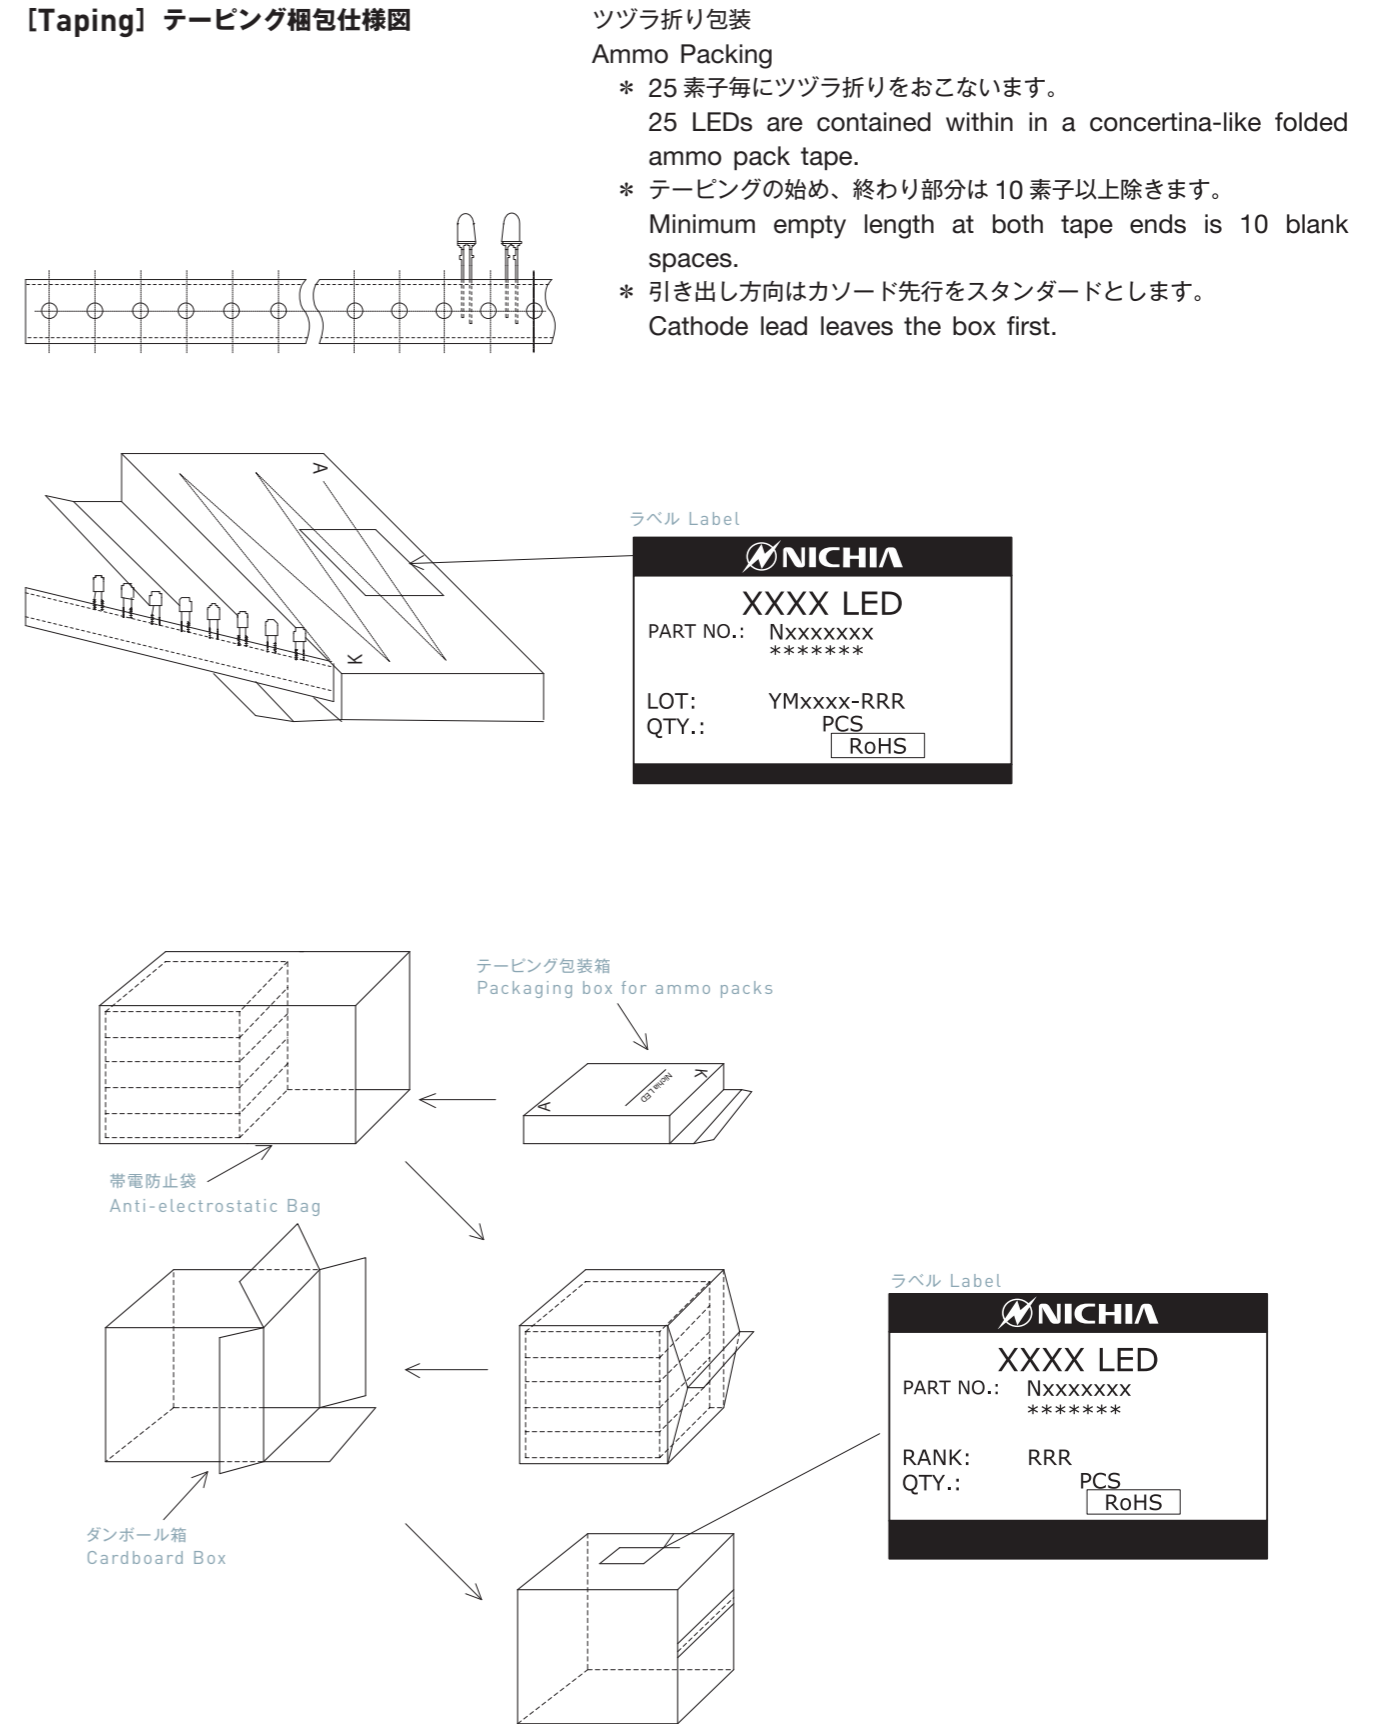 [Taping] テーピング梱包仕様図
ツヅラ折り包装
Ammo Packing
＊ 25 素子毎にツヅラ折りをおこないます。
25 LEDs are contained within in a concertina-like folded
ammo pack tape.
＊ テーピングの始め、終わり部分は 10 素子以上除きます。
Minimum empty length at both tape ends is 10 blank
spaces.
＊ 引き出し方向はカソード先行をスタンダードとします。
Cathode lead leaves the box first.
A
K
ラベル Label
NICHIA
XXXX LED
PART NO.: Nxxxxxxx
*******
LOT: YMxxxx-RRR
QTY.: PCS
RoHS
テーピング包装箱
Packaging box for ammo packs
A
Nichia LED
K
帯電防止袋
Anti-electrostatic Bag
ラベル Label
NICHIA
XXXX LED
PART NO.: Nxxxxxxx
*******
RANK: RRR
QTY.: PCS
RoHS
ダンボール箱
Cardboard Box